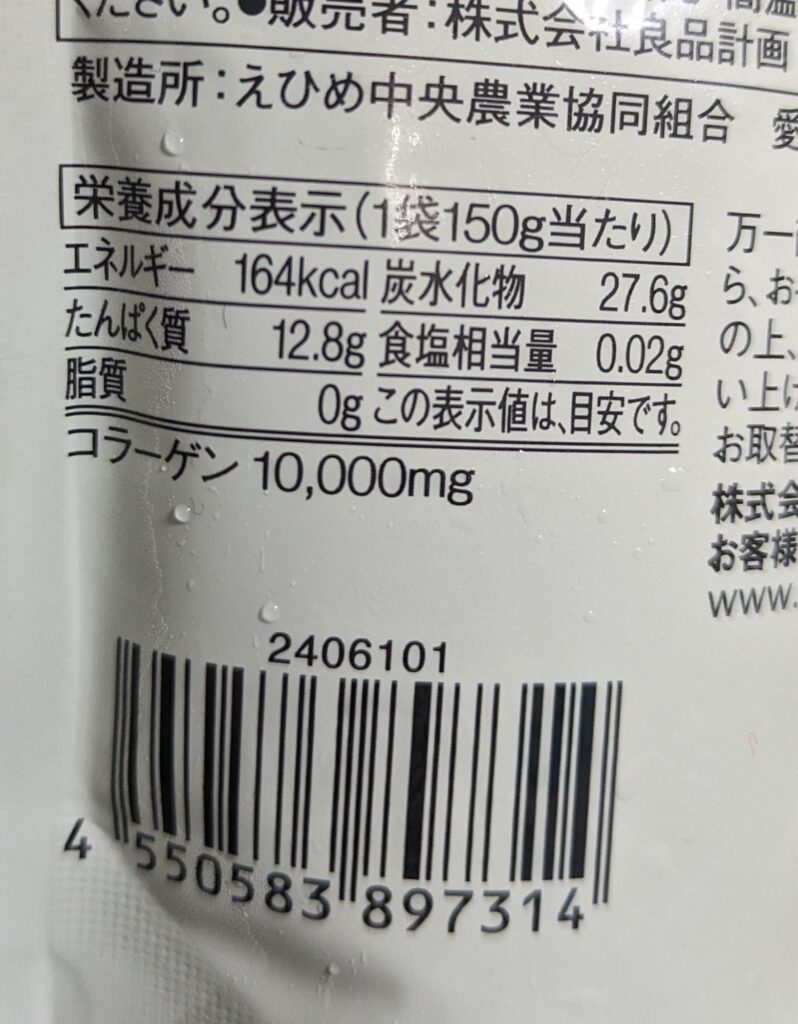 ください。●販売者：株式会社良品計画
製造所：えひめ中央農業協同組合 愛
栄養成分表示(1袋150g当たり)
エネルギー 164kcal 炭水化物 27.6g
たんぱく質 12.8g 食塩相当量 0.02g
脂質 0g この表示値は、目安です。
コラーゲン 10,000mg
万一
ら、お
の上、
い上げ
お取替
株式会
お客様
www.
2406101
4 550583 897314